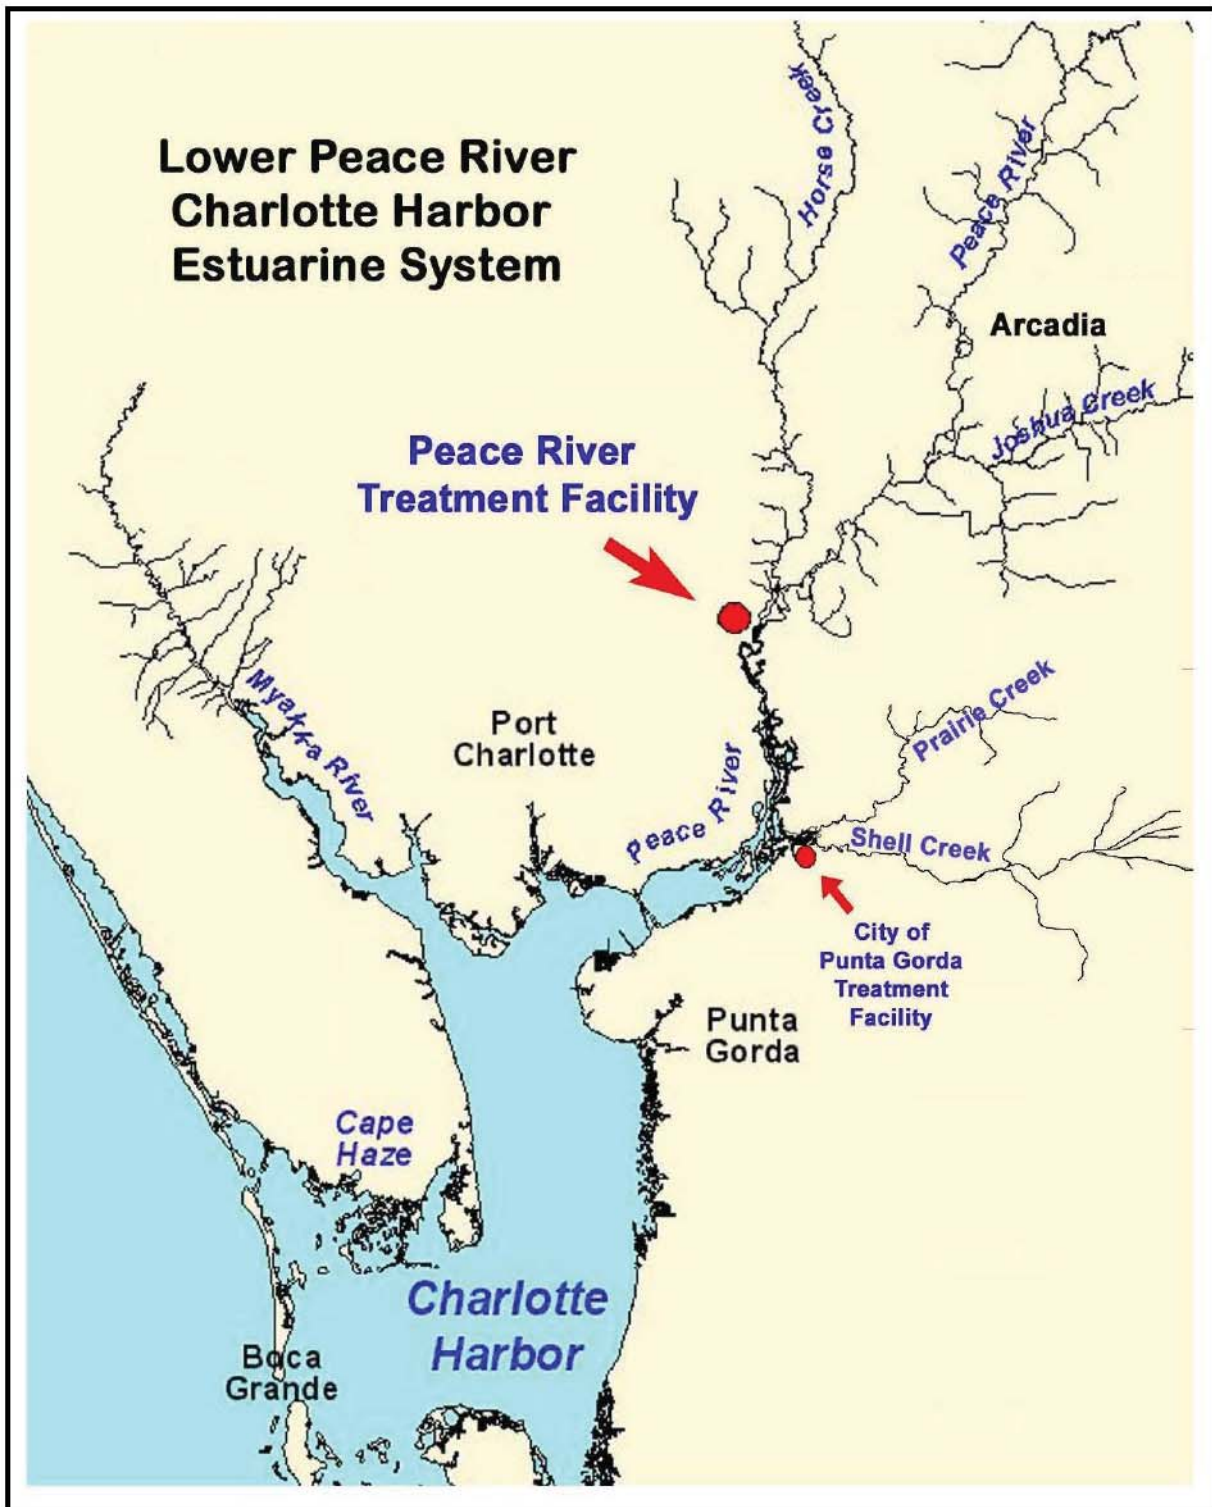 Lower Peace River
Charlotte Harbor
Estuarine System
Horse Creek
Peace River
Arcadia
Joshua Creek
Peace River
Treatment Facility
Myakka River
Port
Charlotte
Peace River
Prairie Creek
Shell Creek
City of
Punta Gorda
Treatment
Facility
Punta
Gorda
Cape
Haze
Charlotte
Harbor
Boca
Grande